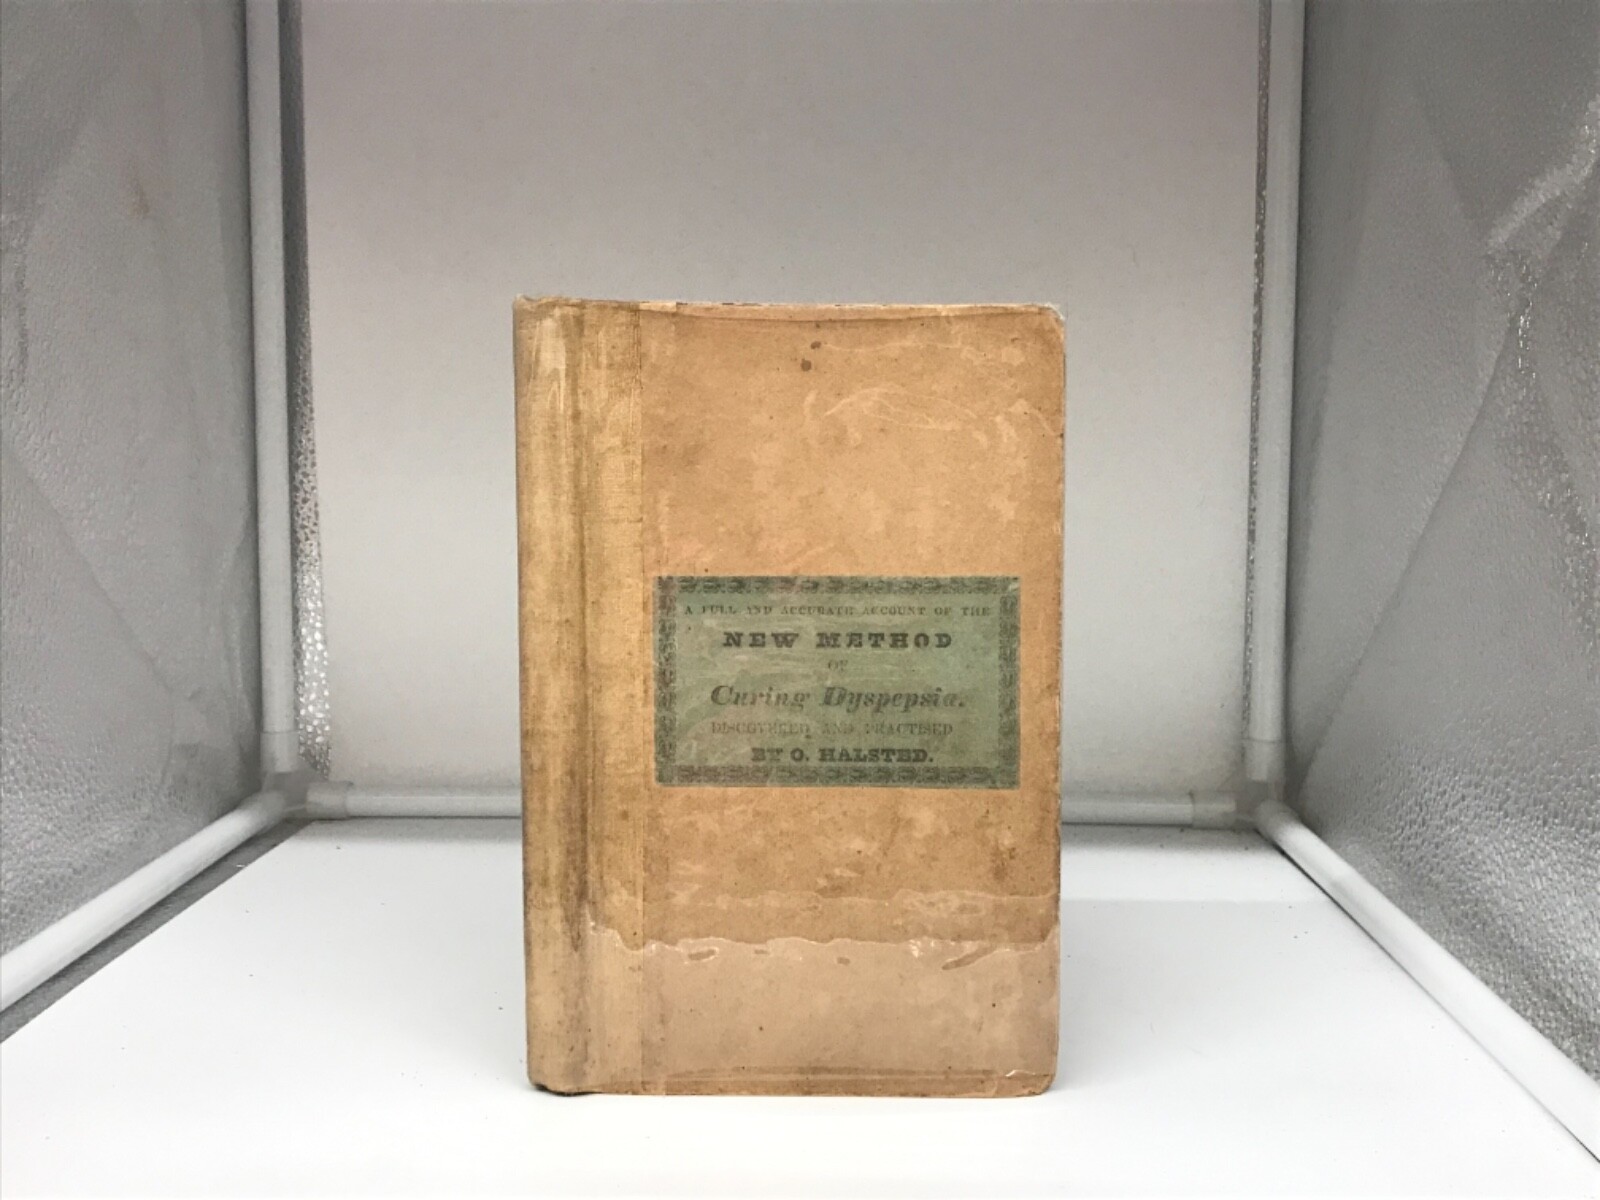 A FULL AND ACCURATE ACCOUNT OF THE
NEW METHOD
OF
Curing Dyspepsia.
DISCOVERED AND PRACTISED
BY O. HALSTED.